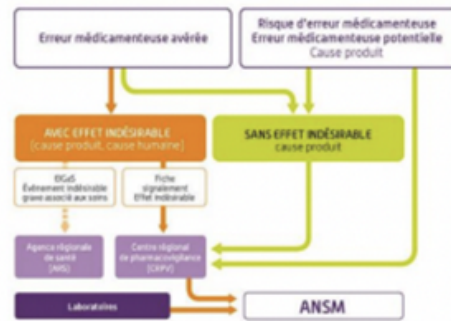 Erreur médicamenteuse avérée
Risque d'erreur médicamenteuse
Erreur médicamenteuse potentielle
Cause produit
AVEC EFFET INDÉSIRABLE
(cause produit, cause humaine)
SANS EFFET INDÉSIRABLE
cause produit
EIGaS
Évènement indésirable
grave associé aux soins
Fiche
signalement
Effet indésirable
Agence régionale
de santé
(ARS)
Centre régional
de pharmacovigilance
(CRPV)
Laboratoires
ANSM